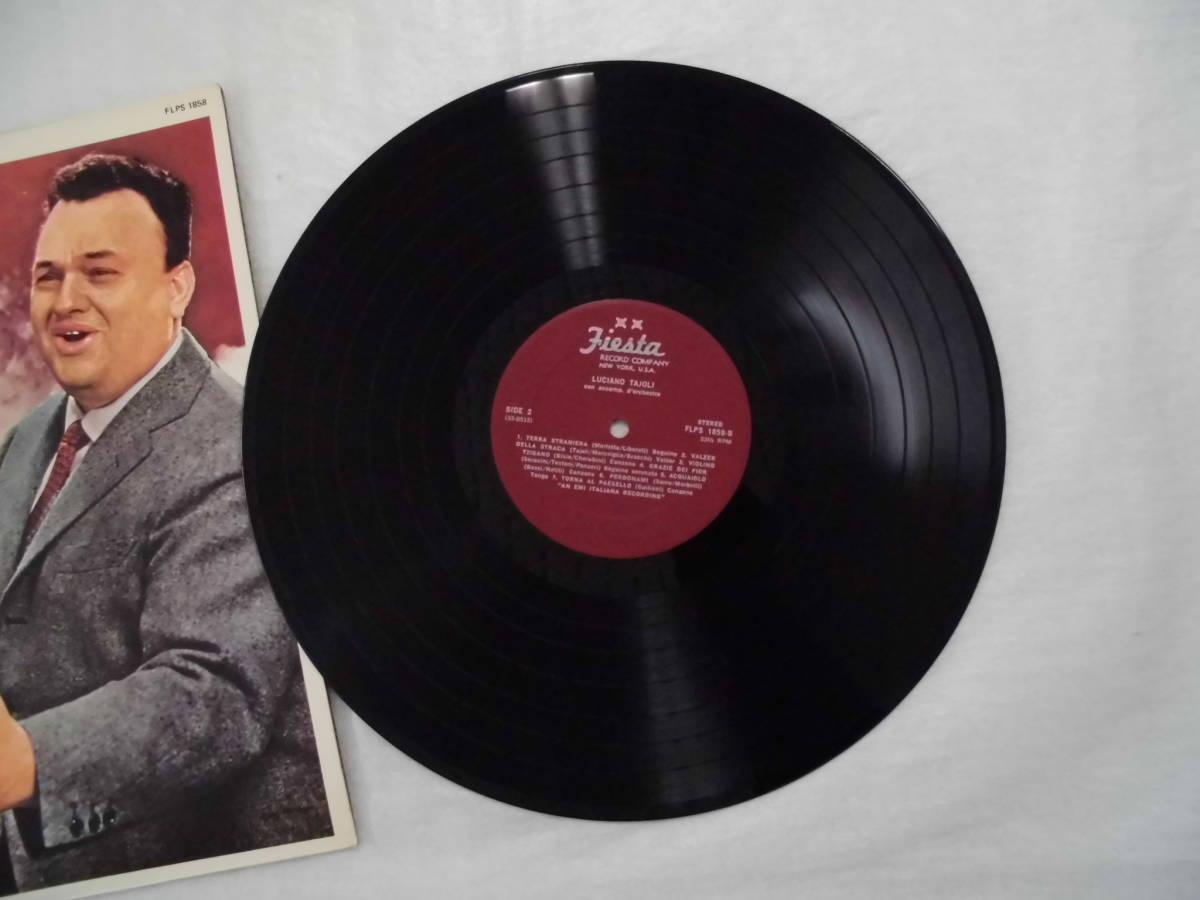 FLPS 1858
Fiesta
RECORD COMPANY
NEW YORK, U.S.A.
LUCIANO TAJOLI
con accomp. d'orchestra
SIDE 2
STEREO
FLPS 1858-B
33⅓ RPM
1. TERRA STRANIERA (Mariotta/Liberati) Beguine 2. VALZER
DELLA STRADA (Tajoli/Marcoviglia/Bracchi) Valzer 3. VIOLINO
TZIGANO (Bixio/Cherubini) Canzone 4. GRAZIE DEI FIOR
(Seracini/Testoni/Panzeri) Beguine serenata 5. ACQUAIOLO
Canzone 6. PERDONAMI
Tango 7. TORNA AL PAESELLO Canzone
"AN EMI ITALIANA RECORDING"